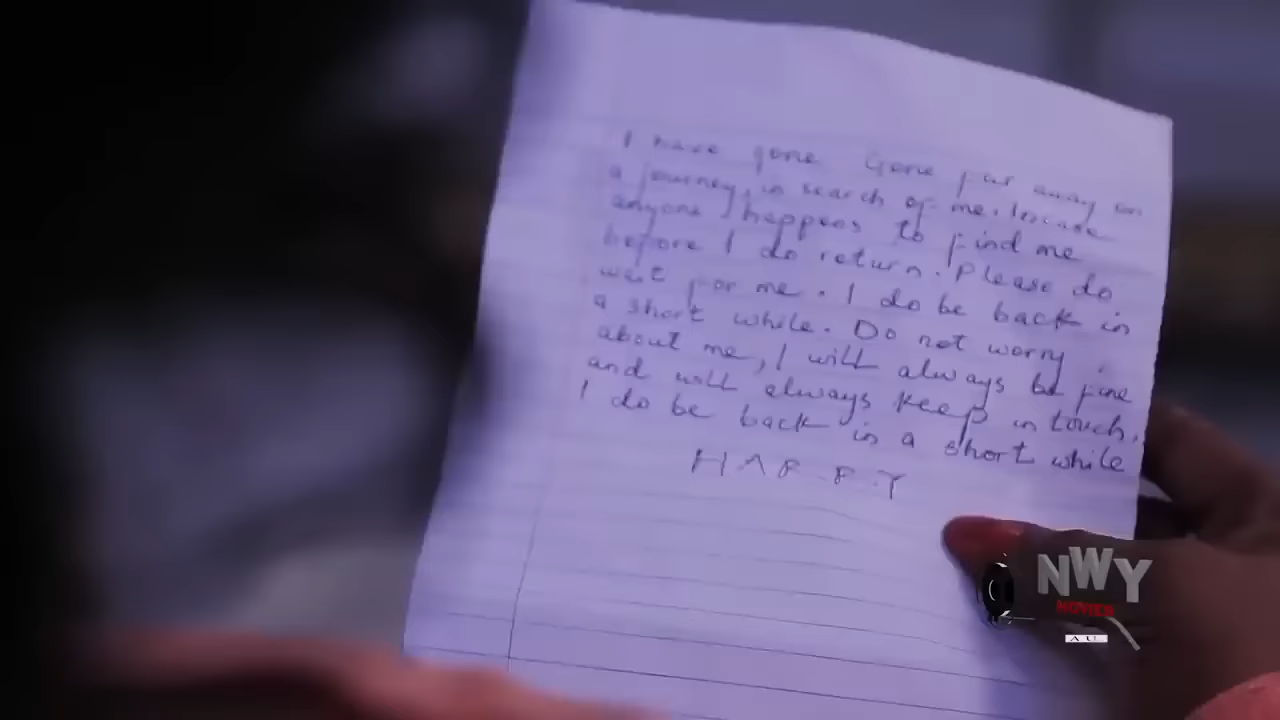 I have gone Gone far away on
a journey, in search of me. Incase
anyone happens to find me
before I do return. Please do
wait for me. I do be back in
a short while. Do not worry
about me, I will always be fine
and will always keep in touch.
I do be back in a short while
HARRY
NWY
MOVIES
A.U.